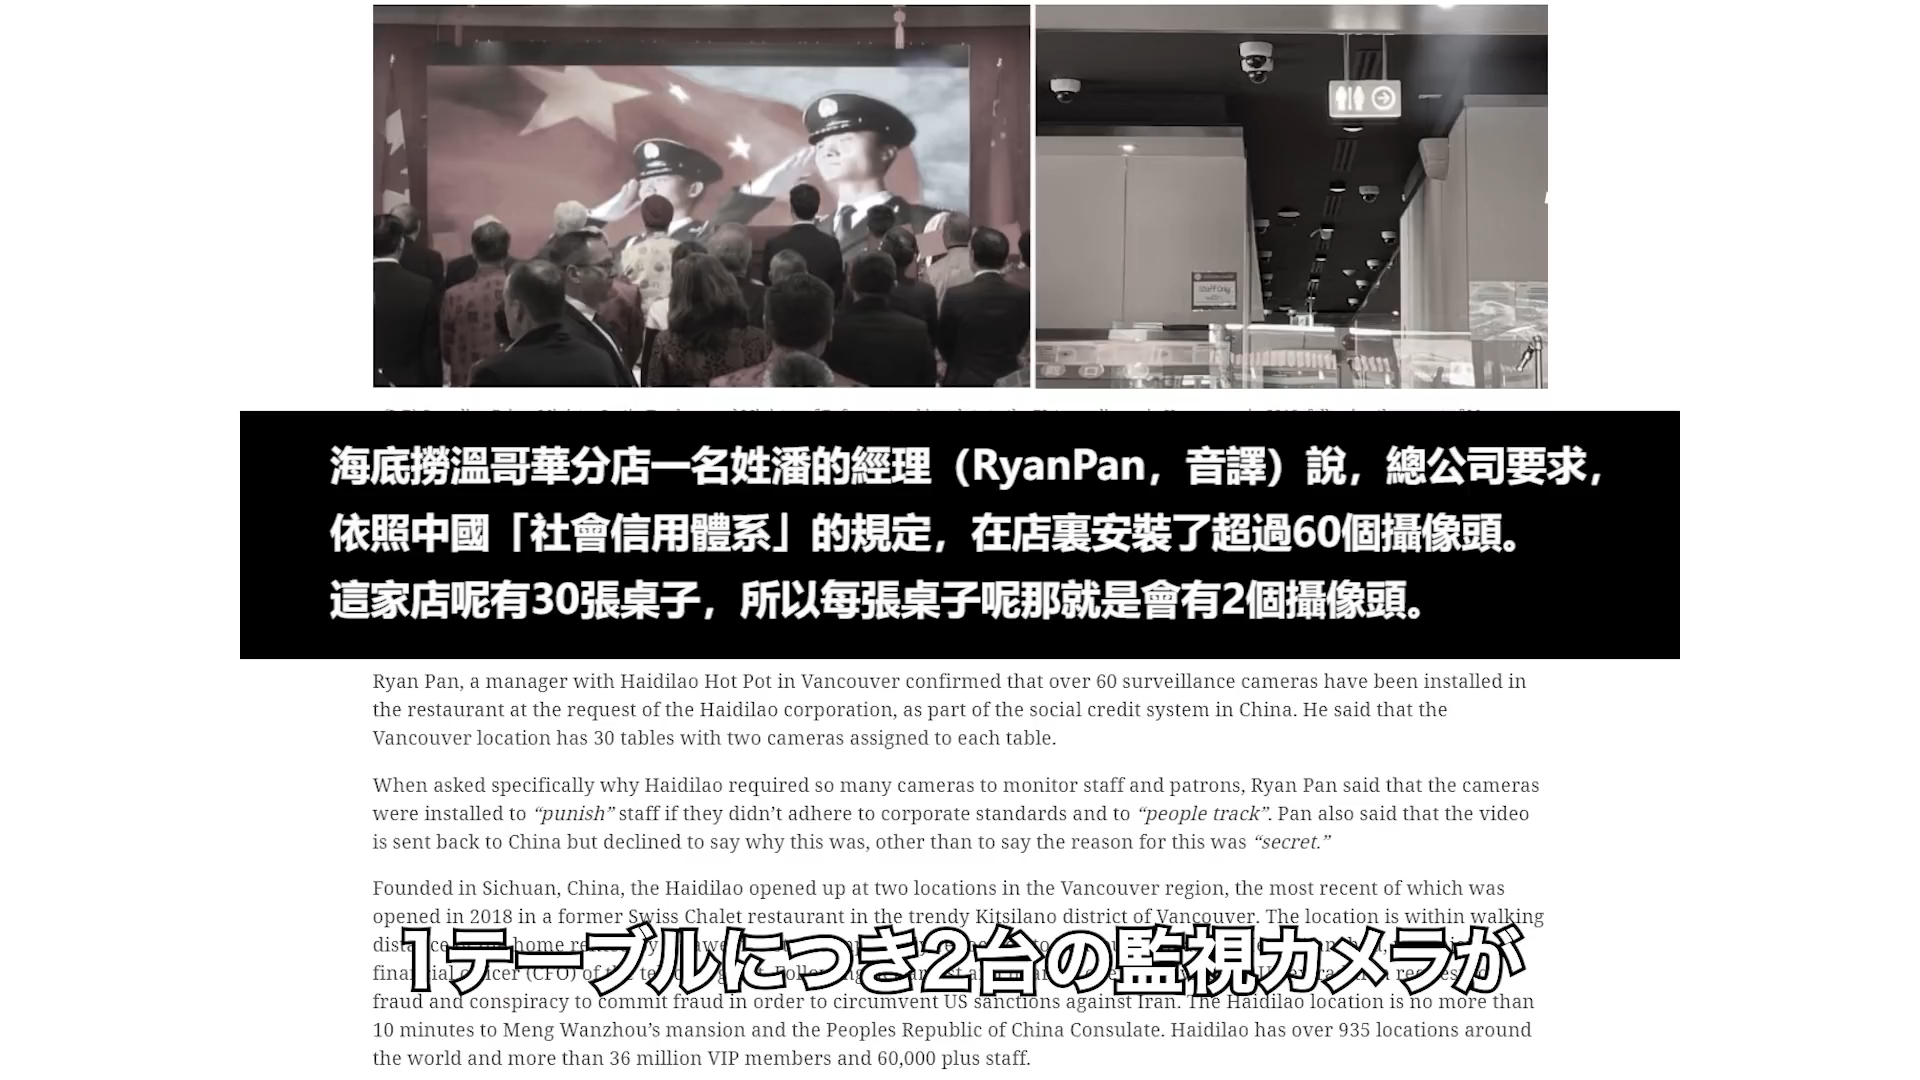 Staff Only
海底撈溫哥華分店一名姓潘的經理（RyanPan，音譯）說，總公司要求，
依照中國「社會信用體系」的規定，在店裏安裝了超過60個攝像頭。
這家店呢有30張桌子，所以每張桌子呢那就是會有2個攝像頭。
Ryan Pan, a manager with Haidilao Hot Pot in Vancouver confirmed that over 60 surveillance cameras have been installed in
the restaurant at the request of the Haidilao corporation, as part of the social credit system in China. He said that the
Vancouver location has 30 tables with two cameras assigned to each table.
When asked specifically why Haidilao required so many cameras to monitor staff and patrons, Ryan Pan said that the cameras
were installed to “punish” staff if they didn’t adhere to corporate standards and to “people track”. Pan also said that the video
is sent back to China but declined to say why this was, other than to say the reason for this was “secret.”
Founded in Sichuan, China, the Haidilao opened up at two locations in the Vancouver region, the most recent of which was
opened in 2018 in a former Swiss Chalet restaurant in the trendy Kitsilano district of Vancouver. The location is within walking
1テーブルにつき2台の監視カメラが
financial officer (CFO) of
fraud and conspiracy to commit fraud in order to circumvent US sanctions against Iran. The Haidilao location is no more than
10 minutes to Meng Wanzhou’s mansion and the Peoples Republic of China Consulate. Haidilao has over 935 locations around
the world and more than 36 million VIP members and 60,000 plus staff.